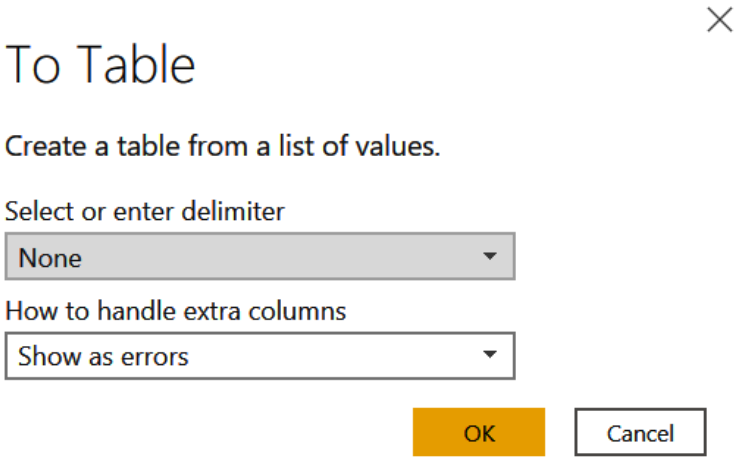 To Table
Create a table from a list of values.
Select or enter delimiter
None
How to handle extra columns
Show as errors
OK
Cancel